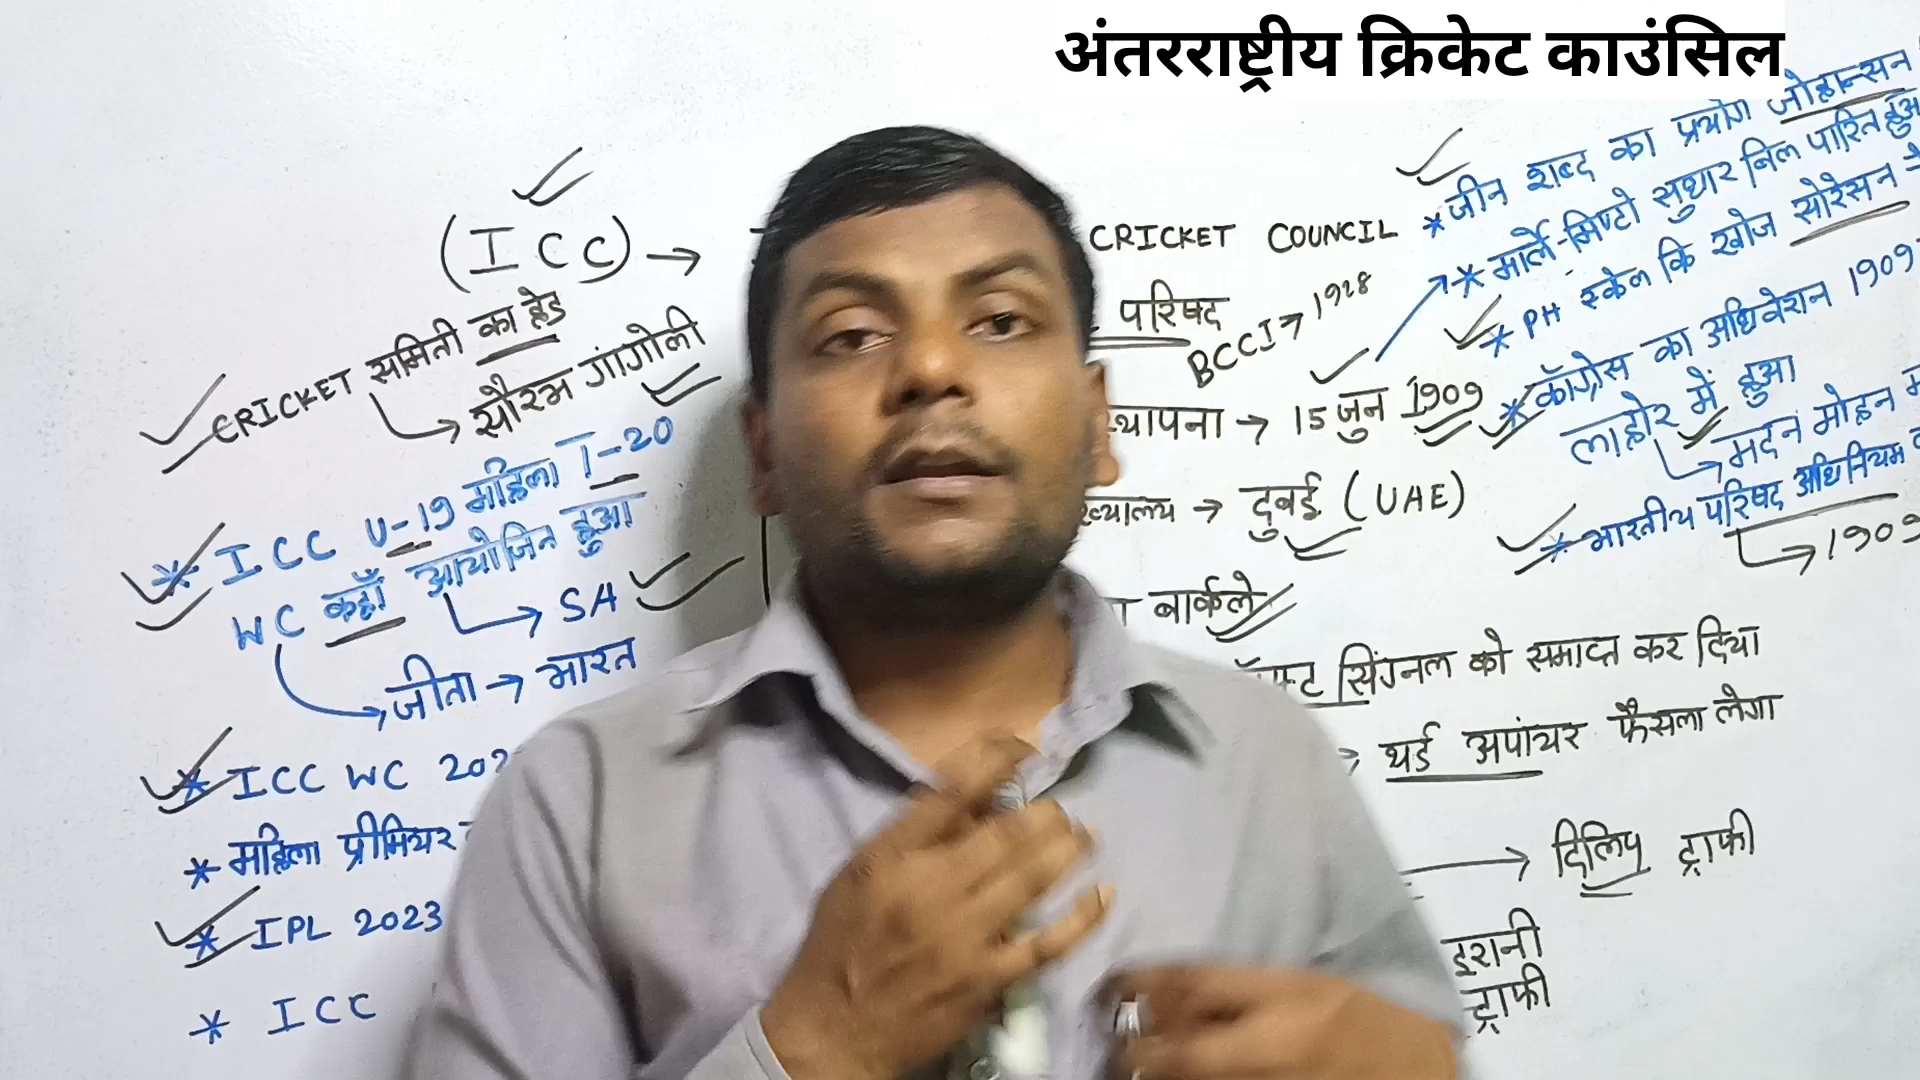 अंतरराष्ट्रीय क्रिकेट काउंसिल
(ICC) →
CRICKET COUNCIL
परिषद
BCCI → 1928
CRICKET समिती का हेड
→ सौरभ गांगोली
* ICC U-19 महिला T-20
WC कहाँ आयोजित हुआ
→ SA
→ जीता → भारत
* ICC WC 202
* महिला प्रीमियर
* IPL 2023
* ICC
स्थापना → 15 जुन 1909
ख्यालय → दुबई (UAE)
बार्कले
सिंगनल को समाप्त कर दिया
→ थर्ड अपांयर फैसला लेगा
→ दिलिप ट्राफी
इरानी
ट्राफी
* जीन शब्द का प्रयोग जोहान्सन
* मार्ले-मिण्टो सुधार बिल पारित हुआ
* PH स्केल कि खोज सोरेसन ने
* कॉंग्रेस का अधिवेशन 1909
लाहोर में हुआ
→ मदन मोहन म
* भारतीय परिषद अधिनियम
→ 1909